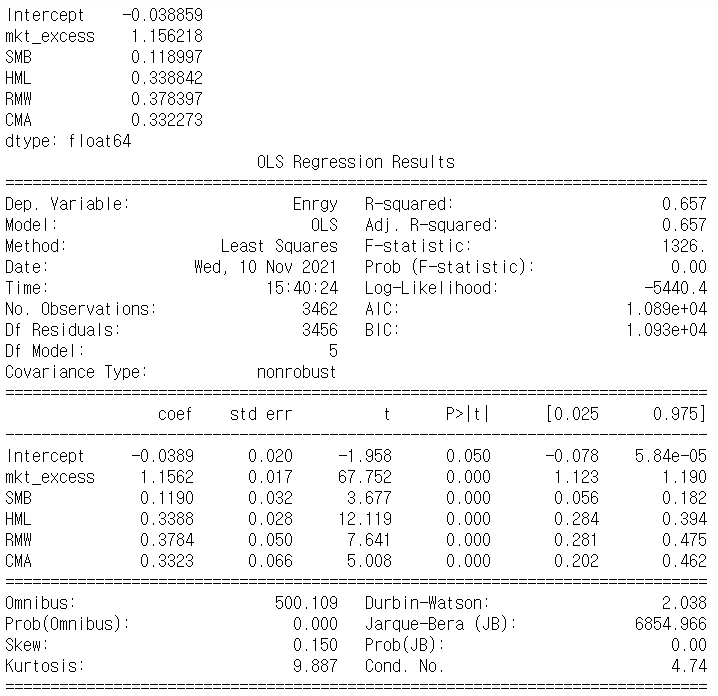 Intercept    -0.038859
mkt_excess    1.156218
SMB           0.118997
HML           0.338842
RMW           0.378397
CMA           0.332273
dtype: float64
                            OLS Regression Results
==============================================================================
Dep. Variable:                  Enrgy   R-squared:                       0.657
Model:                            OLS   Adj. R-squared:                  0.657
Method:                 Least Squares   F-statistic:                     1326.
Date:                Wed, 10 Nov 2021   Prob (F-statistic):               0.00
Time:                        15:40:24   Log-Likelihood:                -5440.4
No. Observations:                3462   AIC:                         1.089e+04
Df Residuals:                    3456   BIC:                         1.093e+04
Df Model:                           5
Covariance Type:            nonrobust
==============================================================================
                 coef    std err          t      P>|t|      [0.025      0.975]
------------------------------------------------------------------------------
Intercept     -0.0389      0.020     -1.958      0.050      -0.078    5.84e-05
mkt_excess     1.1562      0.017     67.752      0.000       1.123       1.190
SMB            0.1190      0.032      3.677      0.000       0.056       0.182
HML            0.3388      0.028     12.119      0.000       0.284       0.394
RMW            0.3784      0.050      7.641      0.000       0.281       0.475
CMA            0.3323      0.066      5.008      0.000       0.202       0.462
==============================================================================
Omnibus:                      500.109   Durbin-Watson:                   2.038
Prob(Omnibus):                  0.000   Jarque-Bera (JB):             6854.966
Skew:                           0.150   Prob(JB):                         0.00
Kurtosis:                       9.887   Cond. No.                         4.74
==============================================================================